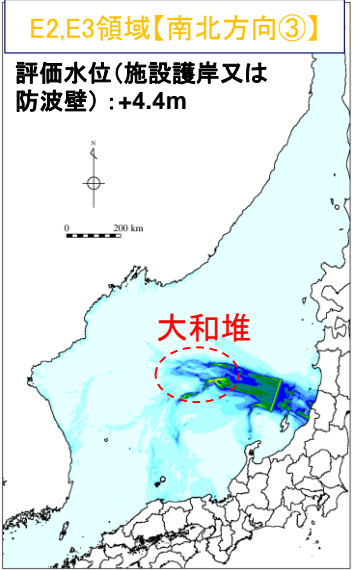 E2,E3領域【南北方向③】
評価水位（施設護岸又は
防波壁）：+4.4m
N
0 200 km
大和堆